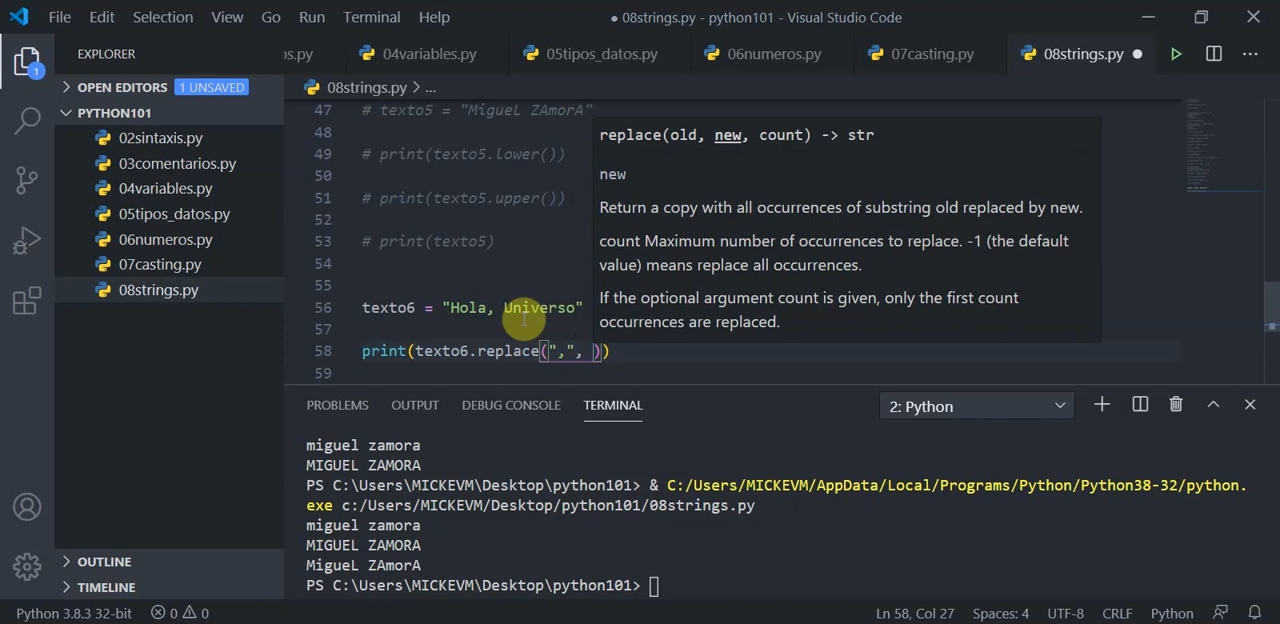 File Edit Selection View Go Run Terminal Help
● 08strings.py - python101 - Visual Studio Code
EXPLORER
os.py 04variables.py 05tipos_datos.py 06numeros.py 07casting.py 08strings.py
OPEN EDITORS 1 UNSAVED
PYTHON101
02sintaxis.py
03comentarios.py
04variables.py
05tipos_datos.py
06numeros.py
07casting.py
08strings.py
OUTLINE
TIMELINE
1
08strings.py > ...
47 # texto5 = "MigueL ZAmorA"
48
49 # print(texto5.lower())
50
51 # print(texto5.upper())
52
53 # print(texto5)
54
55
56 texto6 = "Hola, Universo"
57
58 print(texto6.replace(",", ))
59
replace(old, new, count) -> str
new
Return a copy with all occurrences of substring old replaced by new.
count Maximum number of occurrences to replace. -1 (the default
value) means replace all occurrences.
If the optional argument count is given, only the first count
occurrences are replaced.
PROBLEMS OUTPUT DEBUG CONSOLE TERMINAL 2: Python
miguel zamora
MIGUEL ZAMORA
PS C:\Users\MICKEVM\Desktop\python101> & C:/Users/MICKEVM/AppData/Local/Programs/Python/Python38-32/python.
exe c:/Users/MICKEVM/Desktop/python101/08strings.py
miguel zamora
MIGUEL ZAMORA
MigueL ZAmorA
PS C:\Users\MICKEVM\Desktop\python101>
Python 3.8.3 32-bit 0 0 Ln 58, Col 27 Spaces: 4 UTF-8 CRLF Python